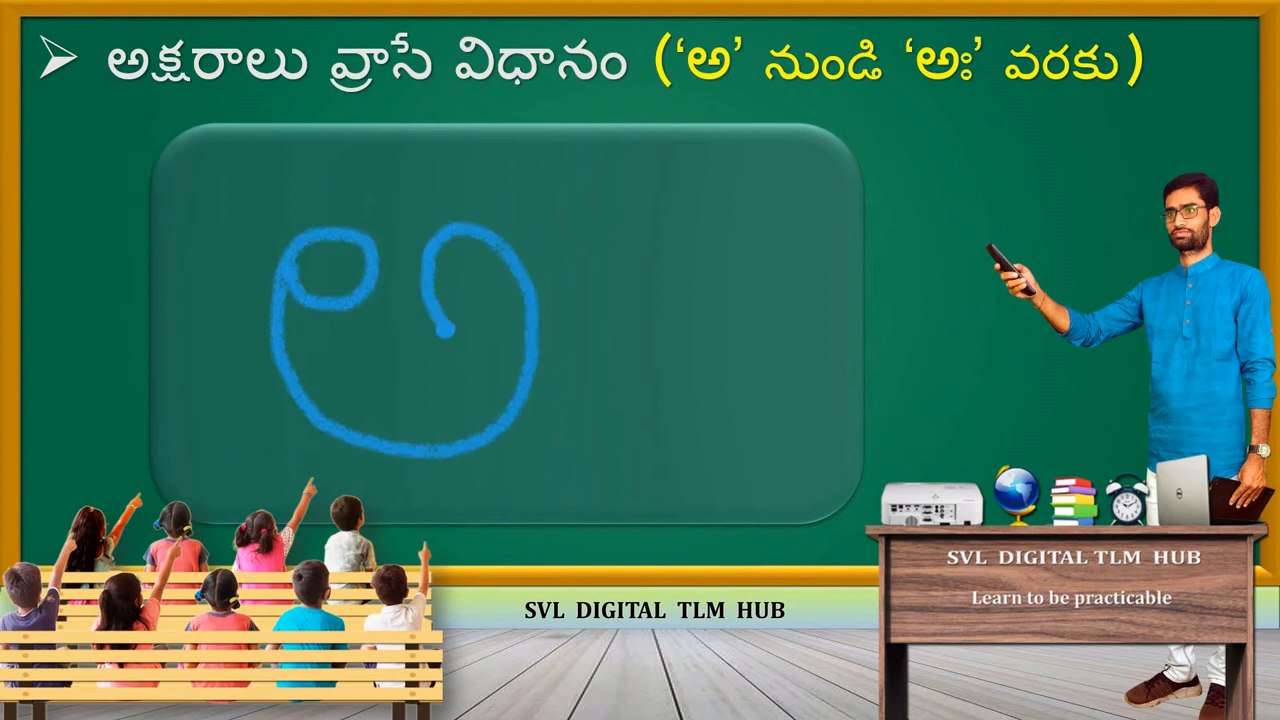 ➢ అక్షరాలు వ్రాసే విధానం (‘అ’ నుండి ‘అః’ వరకు)
SVL DIGITAL TLM HUB
Learn to be practicable
SVL DIGITAL TLM HUB